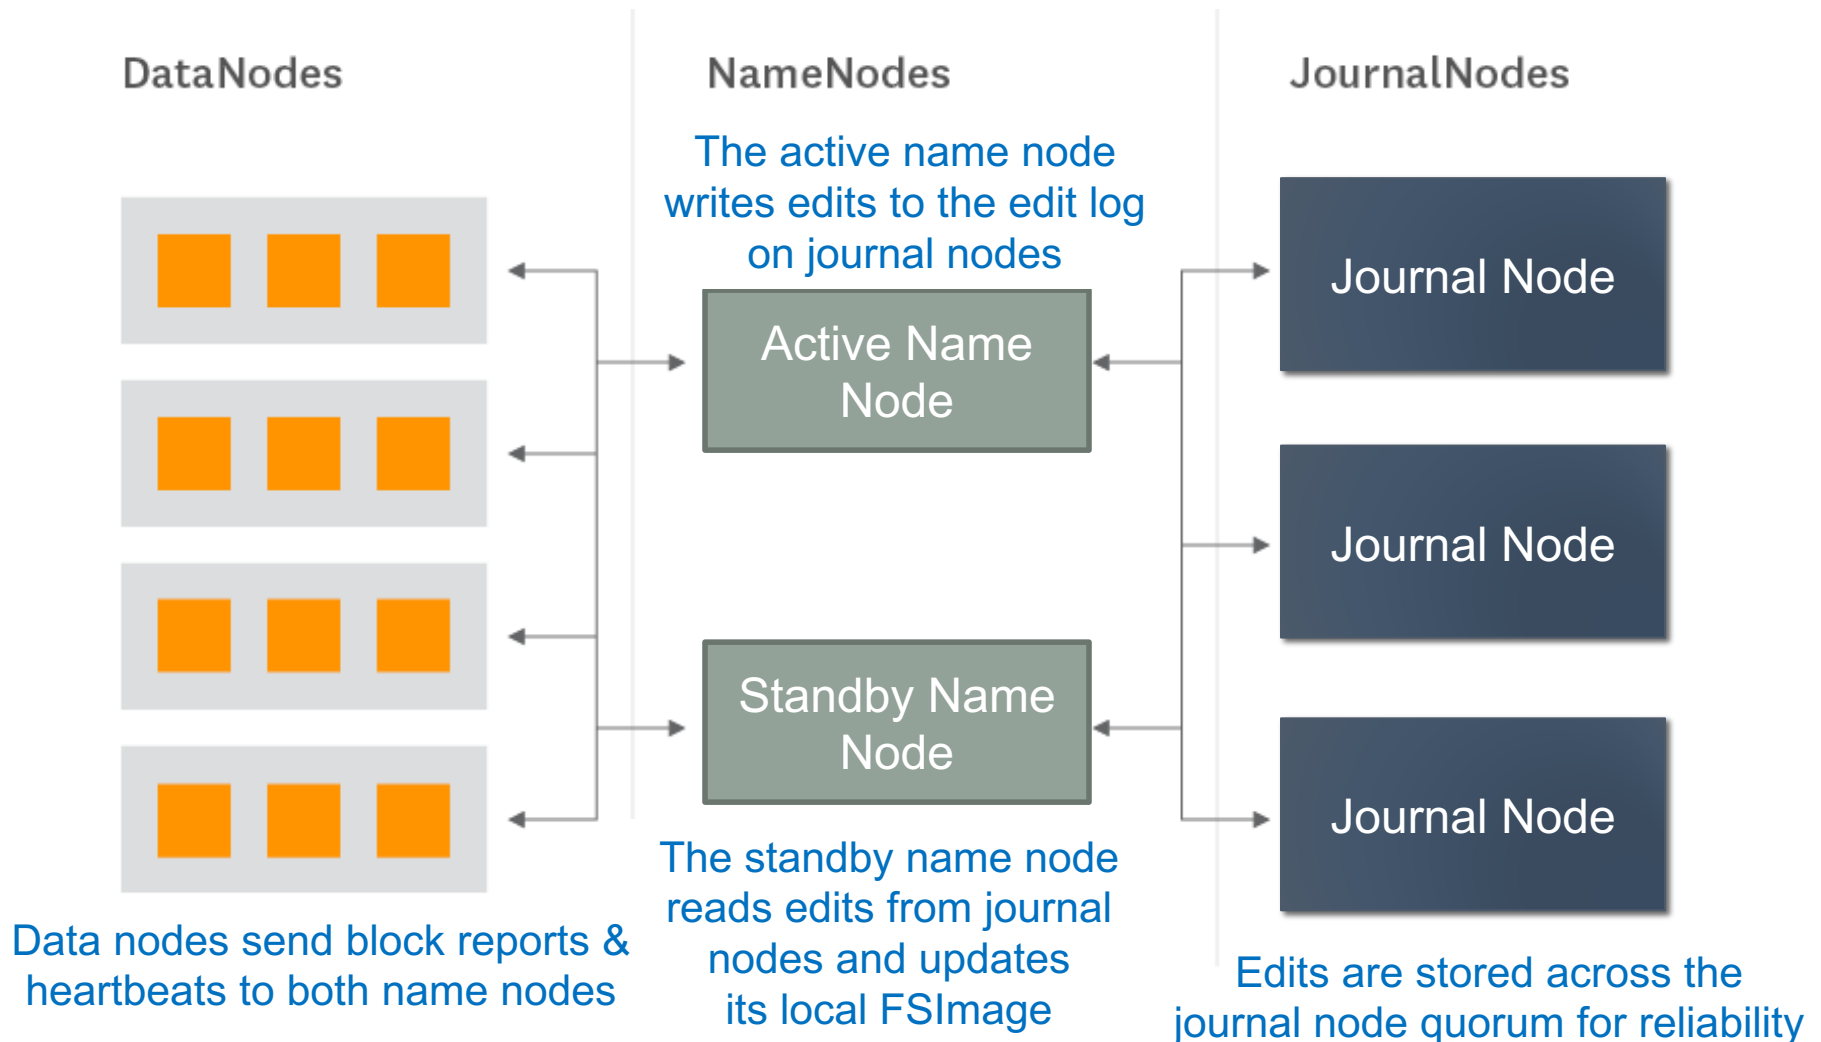 DataNodes
NameNodes
JournalNodes
The active name node
writes edits to the edit log
on journal nodes
Active Name
Node
Standby Name
Node
The standby name node
reads edits from journal
nodes and updates
its local FSImage
Journal Node
Journal Node
Journal Node
Data nodes send block reports &
heartbeats to both name nodes
Edits are stored across the
journal node quorum for reliability